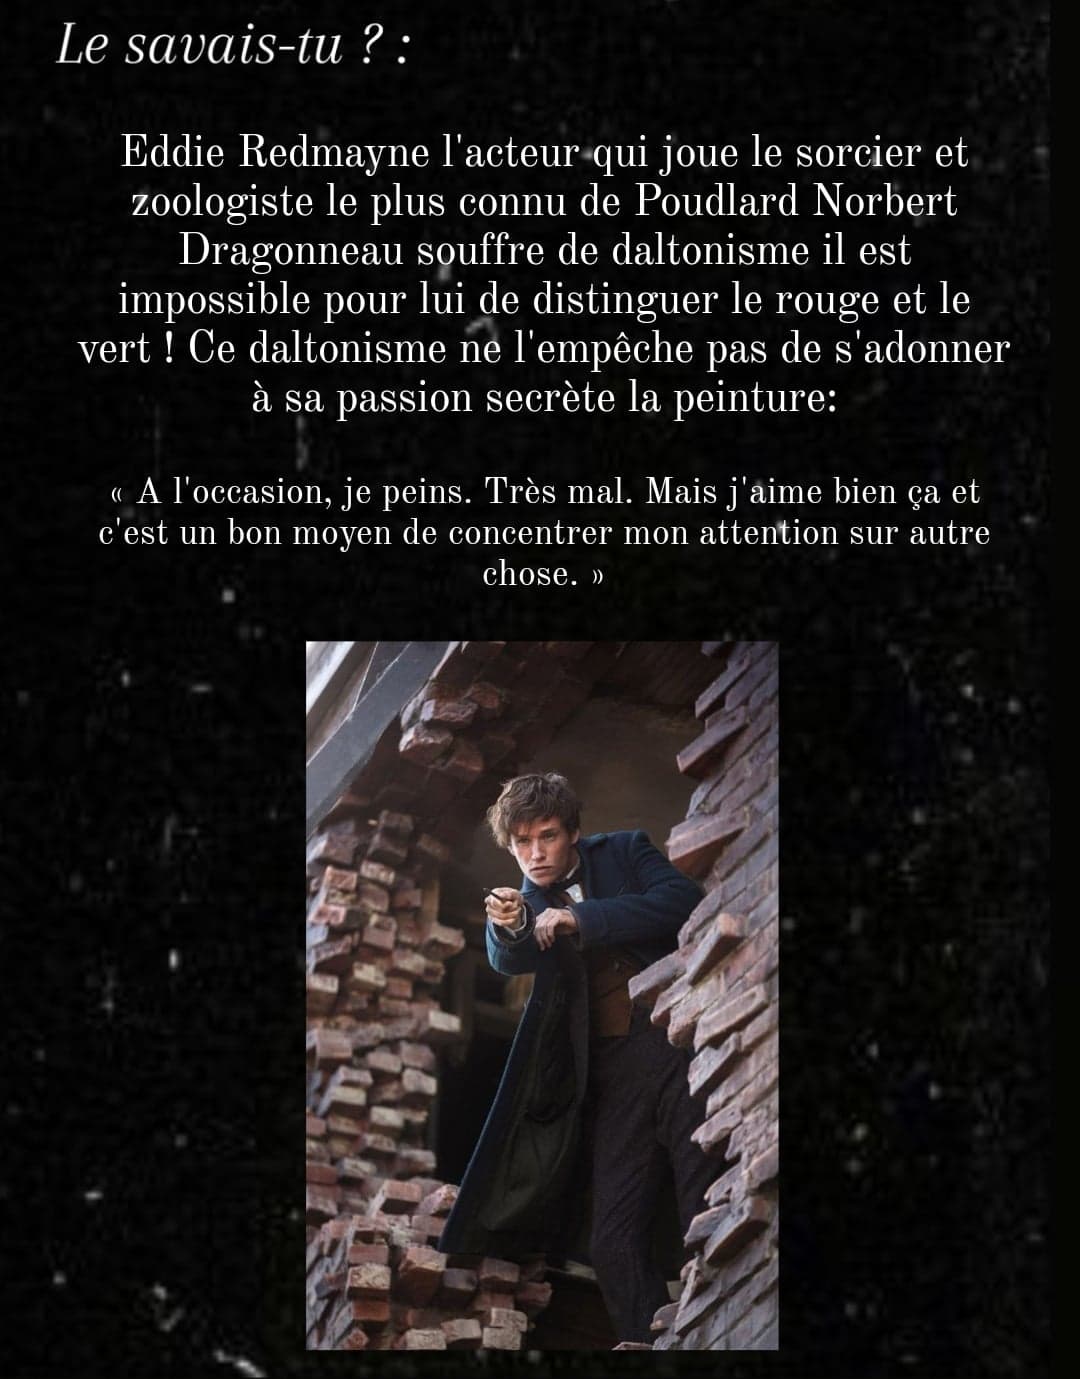 Le savais-tu ? :
Eddie Redmayne l'acteur qui joue le sorcier et
zoologiste le plus connu de Poudlard Norbert
Dragonneau souffre de daltonisme il est
impossible pour lui de distinguer le rouge et le
vert ! Ce daltonisme ne l'empêche pas de s'adonner
à sa passion secrète la peinture:
« A l'occasion, je peins. Très mal. Mais j'aime bien ça et
c'est un bon moyen de concentrer mon attention sur autre
chose. »